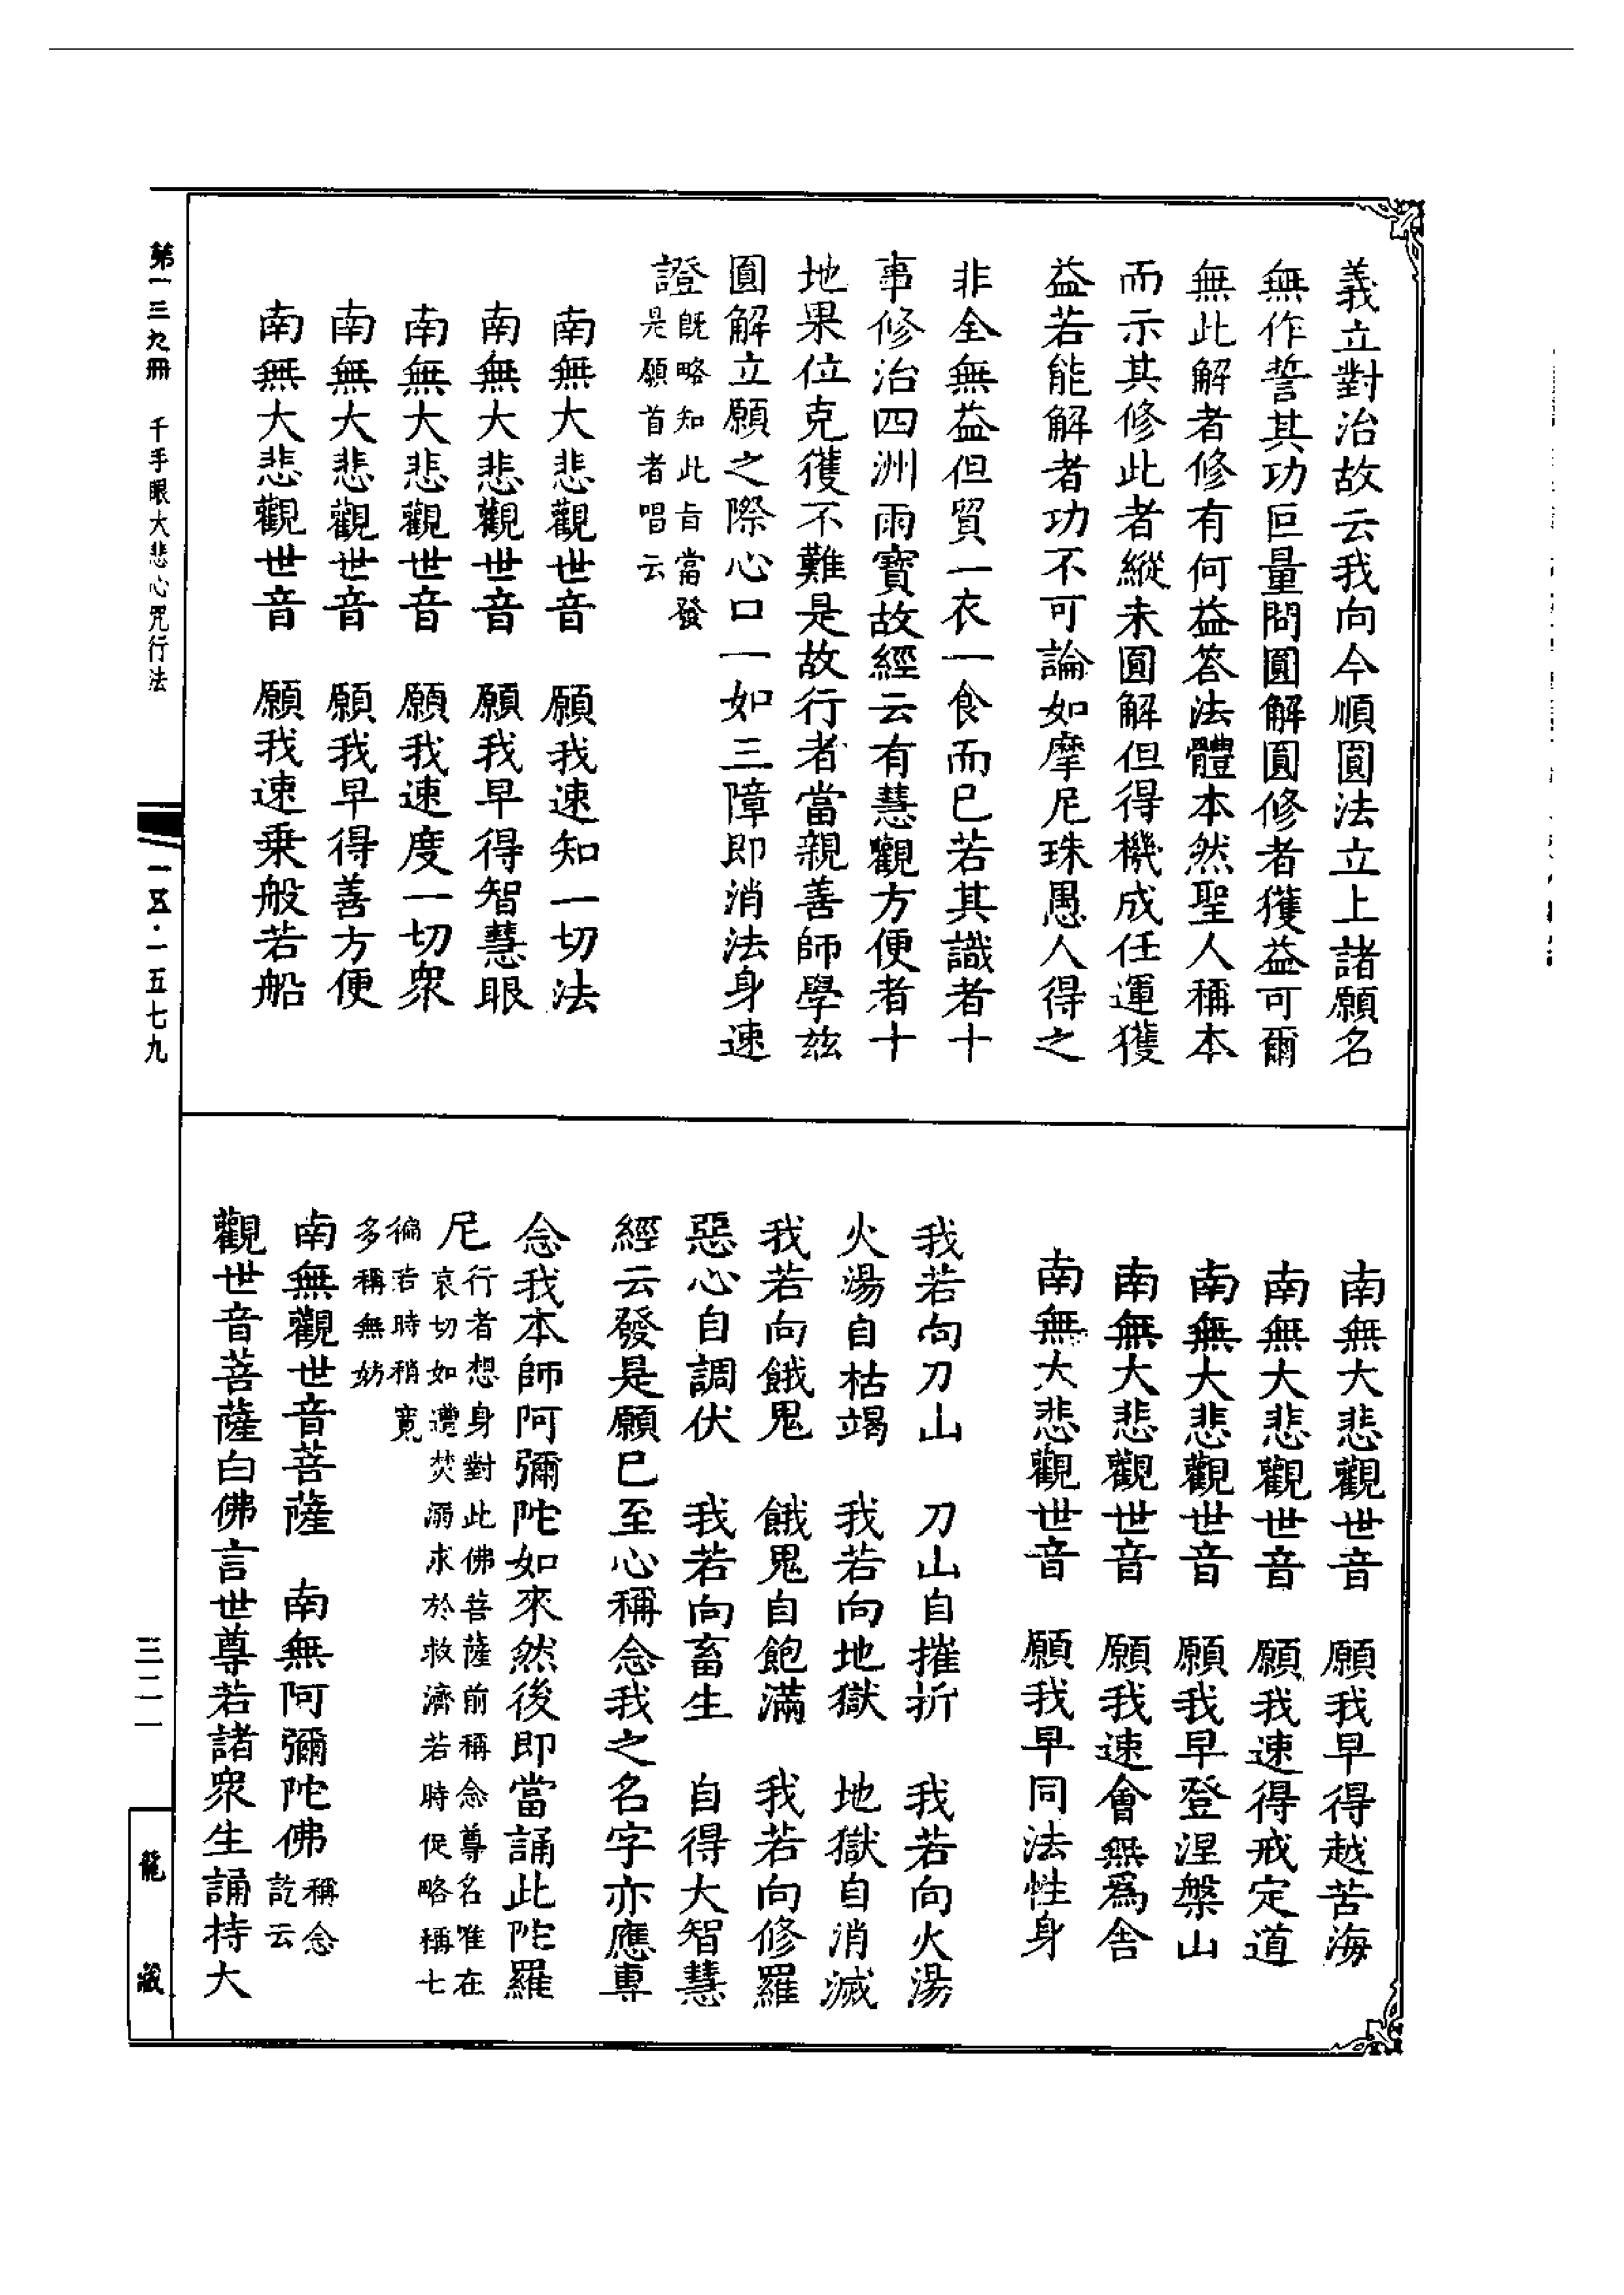 義立對治故云我向今順圓法立上諸願名
無作誓其功叵量問圓解圓修者獲益可爾
無此解者修有何益答法體本然聖人稱本
而示其修此者縱未圓解但得機成任運獲
益若能解者功不可論如摩尼珠愚人得之
非全無益但貿一衣一食而已若其識者十
事修治四洲雨寶故經云有慧觀方便者十
地果位克獲不難是故行者當親善師學茲
圓解立願之際心口一如三障即消法身速
證既略知此旨當發
是願首者唱云
南無大悲觀世音　願我速知一切法
南無大悲觀世音　願我早得智慧眼
南無大悲觀世音　願我速度一切眾
南無大悲觀世音　願我早得善方便
南無大悲觀世音　願我速乘般若船
南無大悲觀世音　願我早得越苦海
南無大悲觀世音　願我速得戒定道
南無大悲觀世音　願我早登涅槃山
南無大悲觀世音　願我速會無為舍
南無大悲觀世音　願我早同法性身
我若向刀山　刀山自摧折　我若向火湯
火湯自枯竭　我若向地獄　地獄自消滅
我若向餓鬼　餓鬼自飽滿　我若向修羅
惡心自調伏　我若向畜生　自得大智慧
經云發是願已至心稱念我之名字亦應專
念我本師阿彌陀如來然後即當誦此陀羅
尼行者想身對此佛菩薩前稱念尊名唯在
哀切如遭焚溺求於救濟若時促略稱七
徧若時稍寬
多稱無妨
南無觀世音菩薩　南無阿彌陀佛稱念
訖云
觀世音菩薩白佛言世尊若諸眾生誦持大
第一三九冊　千手眼大悲心咒行法
一五·一五七九
三二一
龍藏